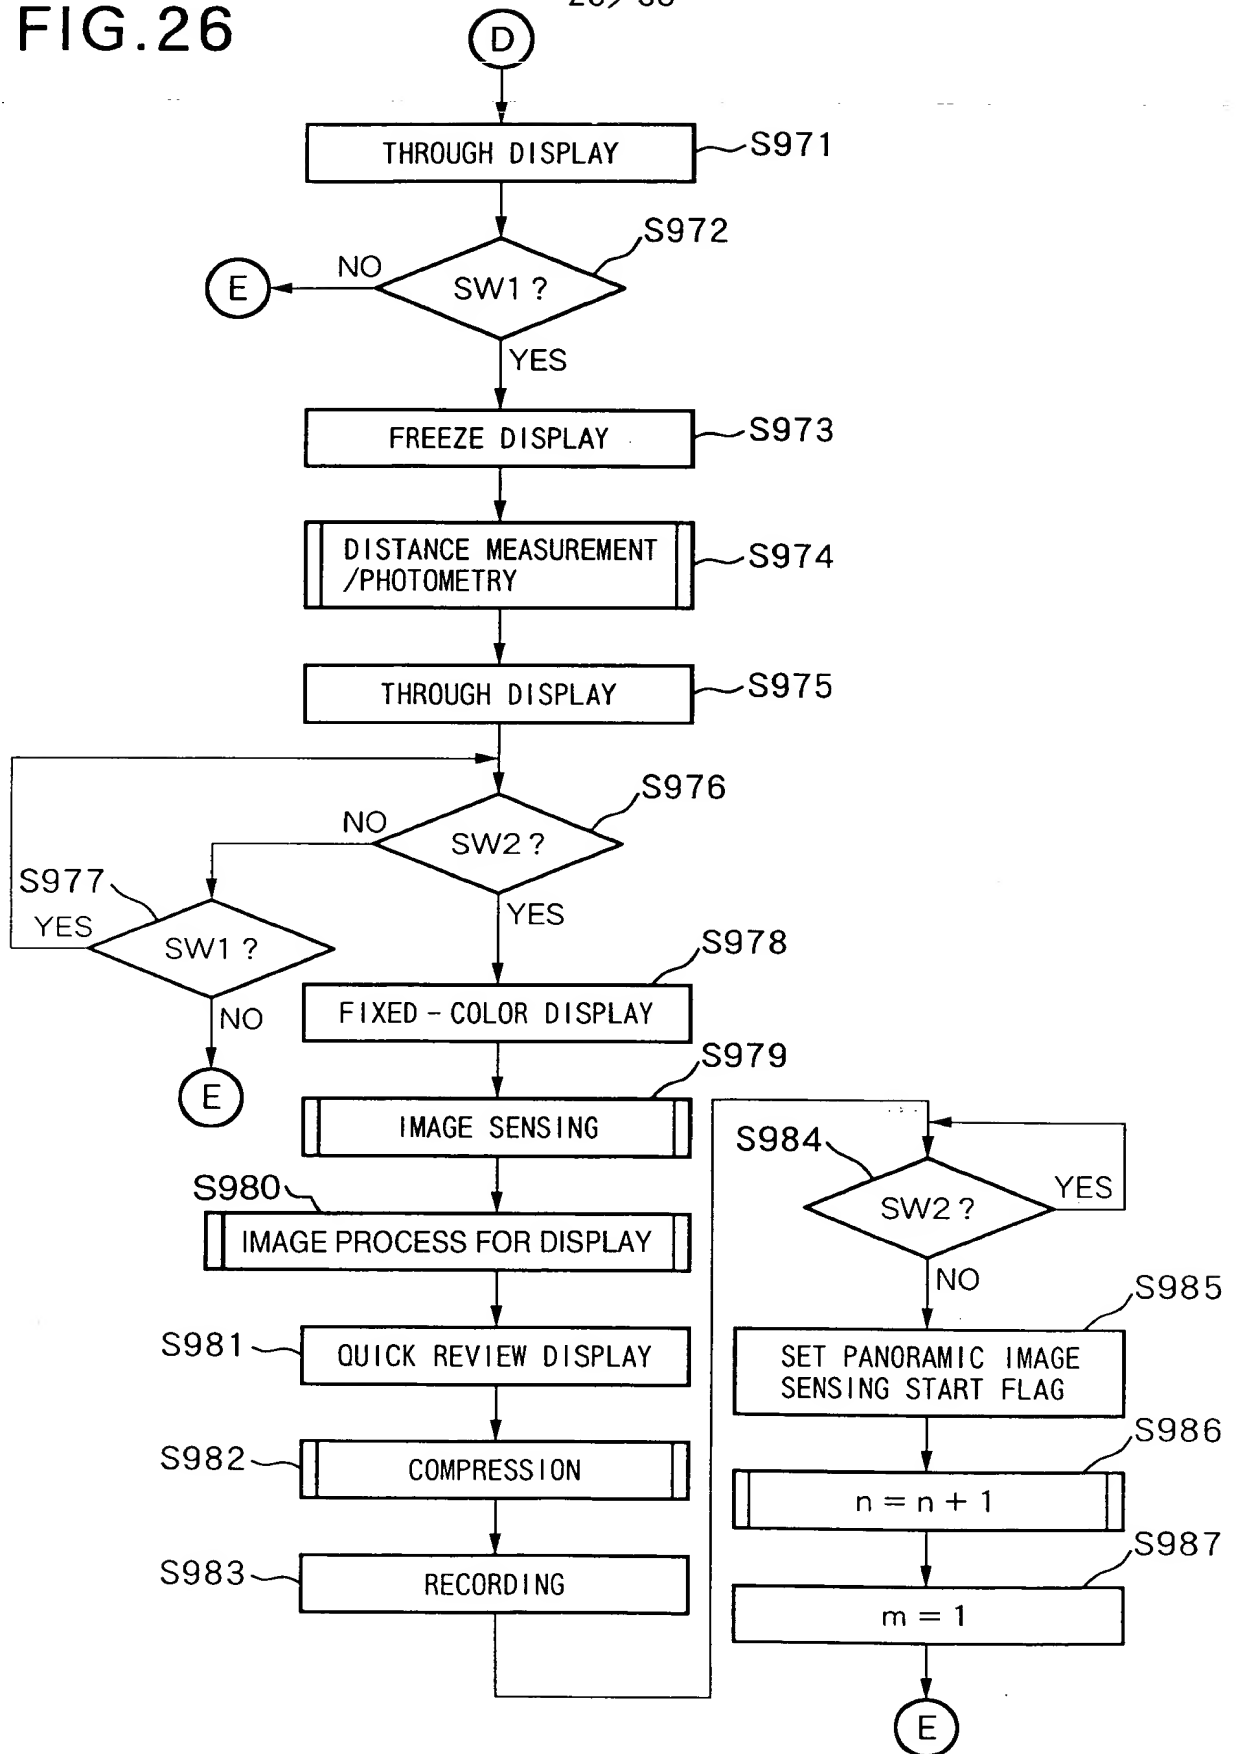 FIG.26
D
THROUGH DISPLAY
S971
S972
SW1?
NO
E
YES
FREEZE DISPLAY
S973
DISTANCE MEASUREMENT
/PHOTOMETRY
S974
THROUGH DISPLAY
S975
S976
SW2?
NO
S977
YES
SW1?
NO
E
YES
S978
FIXED-COLOR DISPLAY
S979
IMAGE SENSING
S980
IMAGE PROCESS FOR DISPLAY
S981
QUICK REVIEW DISPLAY
S982
COMPRESSION
S983
RECORDING
S984
SW2?
YES
NO
S985
SET PANORAMIC IMAGE
SENSING START FLAG
S986
n = n + 1
S987
m = 1
E